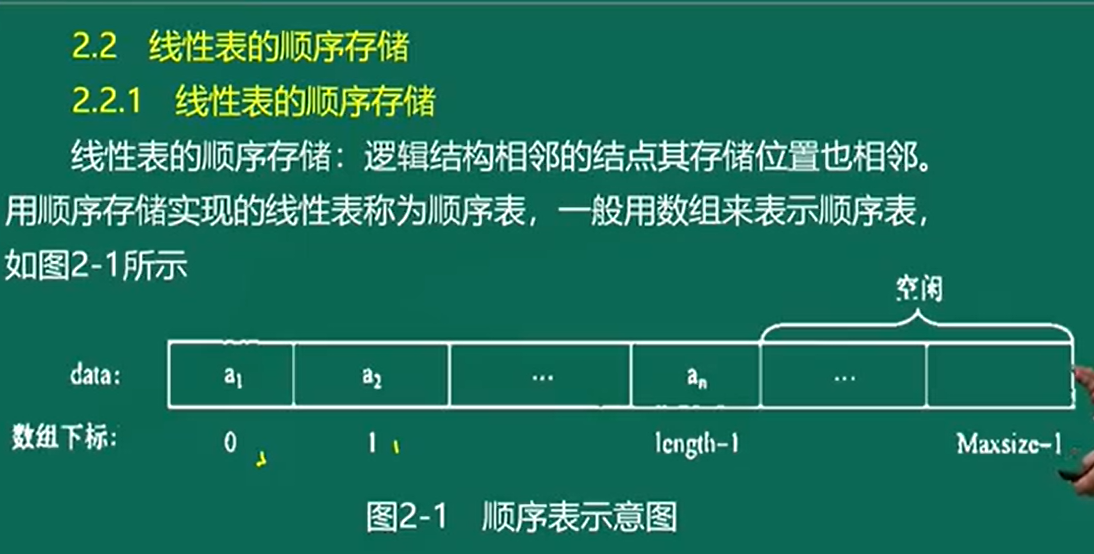 2.2 线性表的顺序存储
2.2.1 线性表的顺序存储
线性表的顺序存储：逻辑结构相邻的结点其存储位置也相邻。
用顺序存储实现的线性表称为顺序表，一般用数组来表示顺序表，
如图2-1所示
空闲
data: a₁ a₂ ... aₙ ...
数组下标: 0 1 length-1 Maxsize-1
图2-1 顺序表示意图